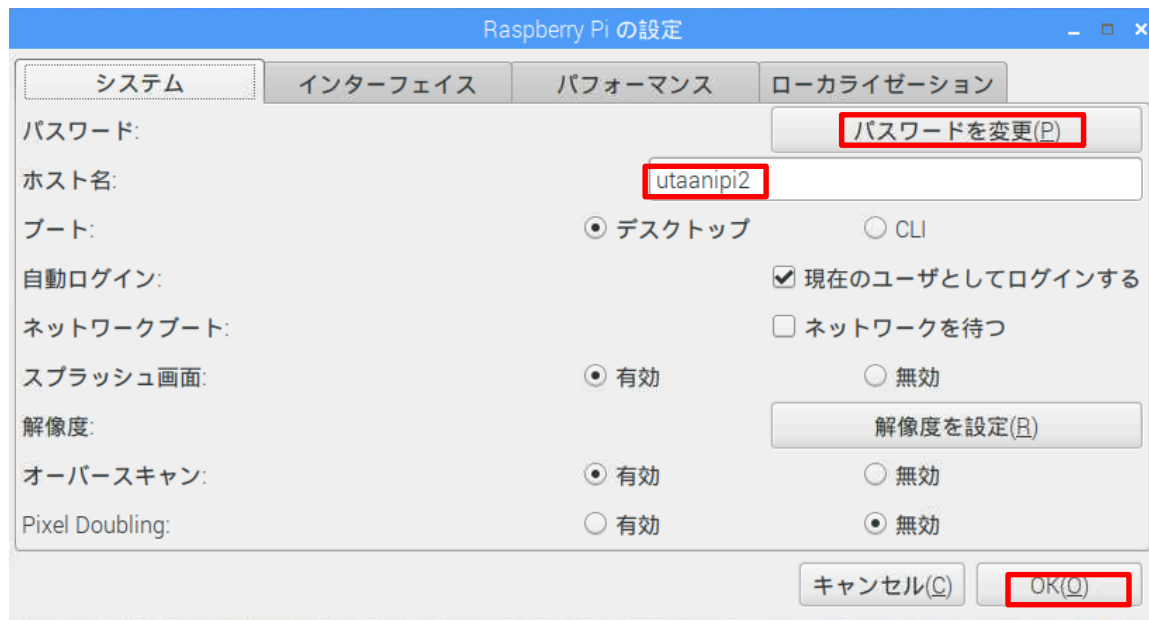 Raspberry Pi の設定
システム インターフェイス パフォーマンス ローカライゼーション
パスワード: パスワードを変更(P)
ホスト名: utaanipi2
ブート: デスクトップ CLI
自動ログイン: 現在のユーザとしてログインする
ネットワークブート: ネットワークを待つ
スプラッシュ画面: 有効 無効
解像度: 解像度を設定(R)
オーバースキャン: 有効 無効
Pixel Doubling: 有効 無効
キャンセル(C) OK(O)